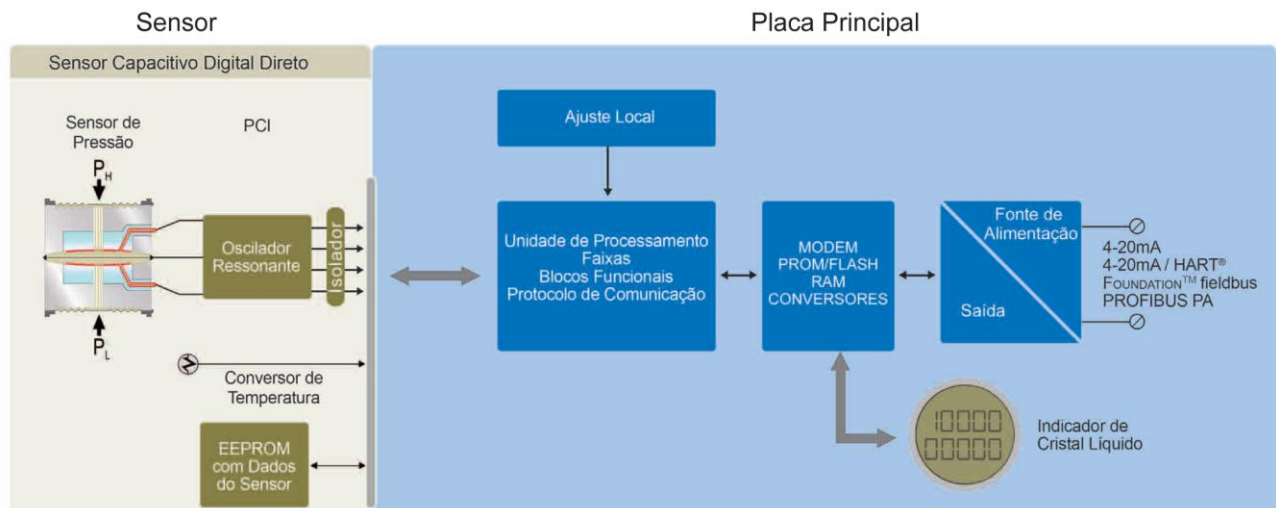 Sensor
Placa Principal
Sensor Capacitivo Digital Direto
Sensor de
Pressão
PCI
P_H
Oscilador
Ressonante
Isolador
P_L
Conversor de
Temperatura
EEPROM
com Dados
do Sensor
Ajuste Local
Unidade de Processamento
Faixas
Blocos Funcionais
Protocolo de Comunicação
MODEM
PROM/FLASH
RAM
CONVERSORES
Fonte de
Alimentação
Saída
4-20mA
4-20mA / HART®
FOUNDATION™ fieldbus
PROFIBUS PA
10000
00000
Indicador de
Cristal Líquido